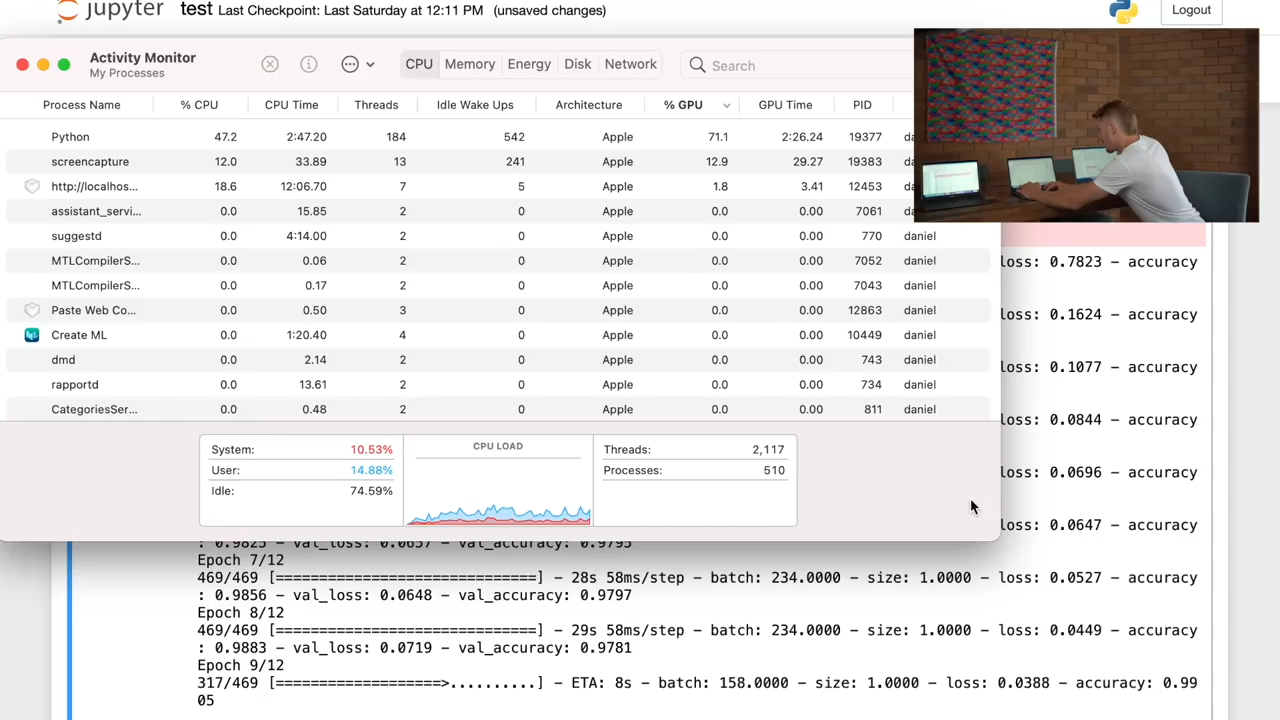 jupyter test Last Checkpoint: Last Saturday at 12:11 PM (unsaved changes) Logout
Activity Monitor
My Processes
CPU Memory Energy Disk Network Search
Process Name % CPU CPU Time Threads Idle Wake Ups Architecture % GPU GPU Time PID
Python 47.2 2:47.20 184 542 Apple 71.1 2:26.24 19377 da
screencapture 12.0 33.89 13 241 Apple 12.9 29.27 19383 da
http://localhos... 18.6 12:06.70 7 5 Apple 1.8 3.41 12453 da
assistant_servi... 0.0 15.85 2 0 Apple 0.0 0.00 7061 da
suggestd 0.0 4:14.00 2 0 Apple 0.0 0.00 770 daniel
MTLCompilerS... 0.0 0.06 2 0 Apple 0.0 0.00 7052 daniel
loss: 0.7823 – accuracy
MTLCompilerS... 0.0 0.17 2 0 Apple 0.0 0.00 7043 daniel
Paste Web Co... 0.0 0.50 3 0 Apple 0.0 0.00 12863 daniel
loss: 0.1624 – accuracy
Create ML 0.0 1:20.40 4 0 Apple 0.0 0.00 10449 daniel
dmd 0.0 2.14 2 0 Apple 0.0 0.00 743 daniel
loss: 0.1077 – accuracy
rapportd 0.0 13.61 2 0 Apple 0.0 0.00 734 daniel
CategoriesSer... 0.0 0.48 2 0 Apple 0.0 0.00 811 daniel
loss: 0.0844 – accuracy
System: 10.53% CPU LOAD Threads: 2,117
User: 14.88% Processes: 510
loss: 0.0696 – accuracy
Idle: 74.59%
loss: 0.0647 – accuracy
: 0.9825 – val_loss: 0.0657 – val_accuracy: 0.9795
Epoch 7/12
469/469 [==============================] – 28s 58ms/step – batch: 234.0000 – size: 1.0000 – loss: 0.0527 – accuracy
: 0.9856 – val_loss: 0.0648 – val_accuracy: 0.9797
Epoch 8/12
469/469 [==============================] – 29s 58ms/step – batch: 234.0000 – size: 1.0000 – loss: 0.0449 – accuracy
: 0.9883 – val_loss: 0.0719 – val_accuracy: 0.9781
Epoch 9/12
317/469 [===================>..........] – ETA: 8s – batch: 158.0000 – size: 1.0000 – loss: 0.0388 – accuracy: 0.99
05